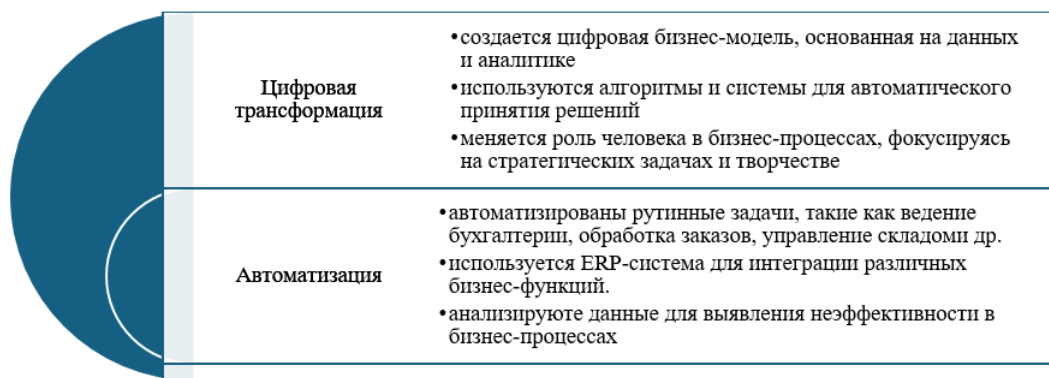 Цифровая
трансформация
•создается цифровая бизнес-модель, основанная на данных
и аналитике
•используются алгоритмы и системы для автоматического
принятия решений
•меняется роль человека в бизнес-процессах, фокусируясь
на стратегических задачах и творчестве
Автоматизация
•автоматизированы рутинные задачи, такие как ведение
бухгалтерии, обработка заказов, управление складоми др.
•используется ERP-система для интеграции различных
бизнес-функций.
•анализируюте данные для выявления неэффективности в
бизнес-процессах